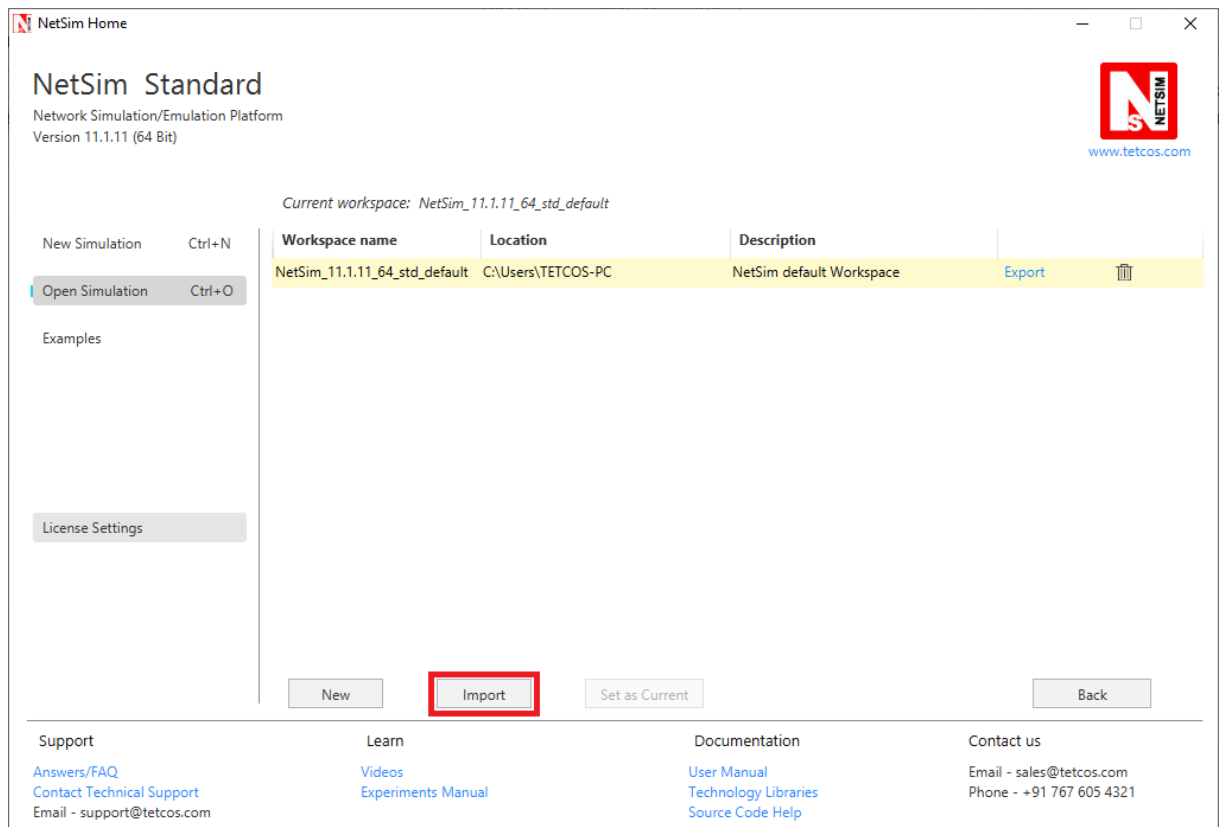 NetSim Home
NetSim Standard
Network Simulation/Emulation Platform
Version 11.1.11 (64 Bit)
N
S
NETSIM
www.tetcos.com
Current workspace: NetSim_11.1.11_64_std_default
New Simulation Ctrl+N
Open Simulation Ctrl+O
Examples
License Settings
Workspace name Location Description
NetSim_11.1.11_64_std_default C:\Users\TETCOS-PC NetSim default Workspace Export
New Import Set as Current Back
Support
Answers/FAQ
Contact Technical Support
Email - support@tetcos.com
Learn
Videos
Experiments Manual
Documentation
User Manual
Technology Libraries
Source Code Help
Contact us
Email - sales@tetcos.com
Phone - +91 767 605 4321